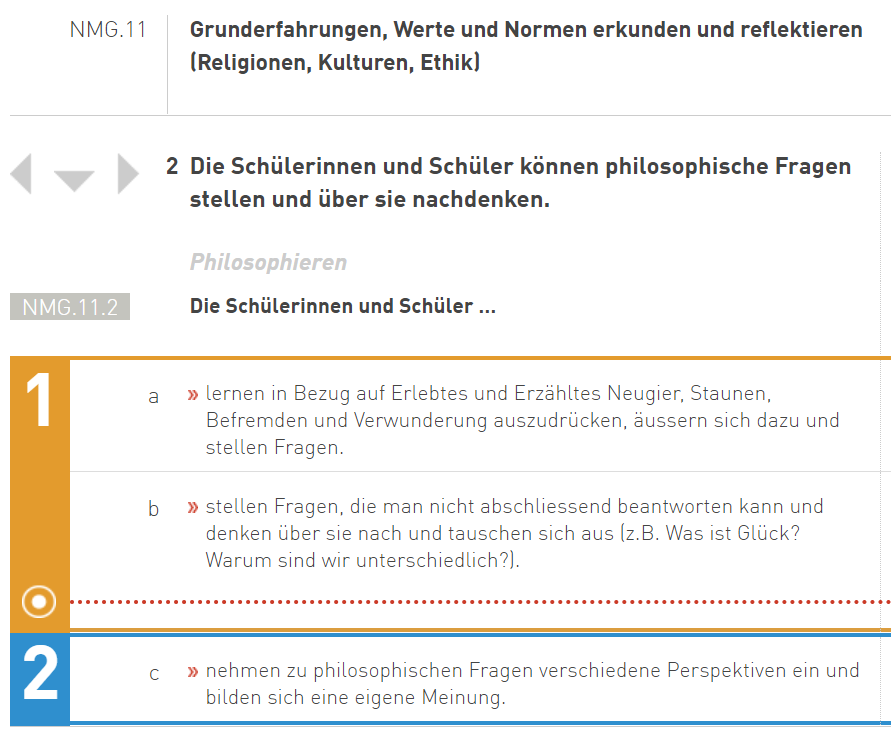 NMG.11 Grunderfahrungen, Werte und Normen erkunden und reflektieren
(Religionen, Kulturen, Ethik)
2 Die Schülerinnen und Schüler können philosophische Fragen
stellen und über sie nachdenken.
Philosophieren
NMG.11.2 Die Schülerinnen und Schüler ...
1 a » lernen in Bezug auf Erlebtes und Erzähltes Neugier, Staunen,
Befremden und Verwunderung auszudrücken, äussern sich dazu und
stellen Fragen.
b » stellen Fragen, die man nicht abschliessend beantworten kann und
denken über sie nach und tauschen sich aus (z.B. Was ist Glück?
Warum sind wir unterschiedlich?).
2 c » nehmen zu philosophischen Fragen verschiedene Perspektiven ein und
bilden sich eine eigene Meinung.